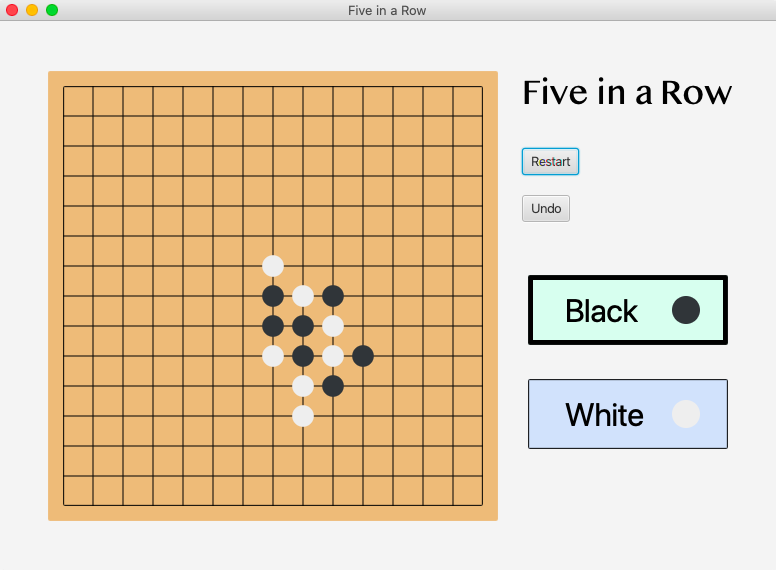 Five in a Row
Five in a Row
Restart
Undo
Black
White